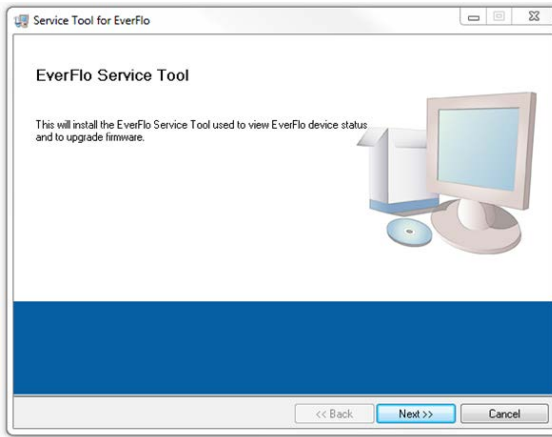 Service Tool for EverFlo
EverFlo Service Tool
This will install the EverFlo Service Tool used to view EverFlo device status
and to upgrade firmware.
<< Back
Next >>
Cancel